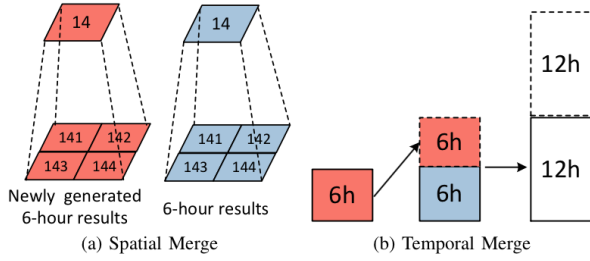 14
14
141 142
143 144
141 142
143 144
Newly generated
6-hour results
6-hour results
(a) Spatial Merge
6h
6h
6h
12h
12h
(b) Temporal Merge